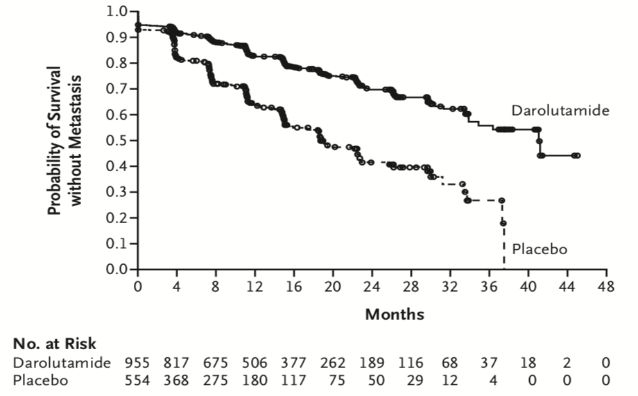 Probability of Survival
without Metastasis
1.0
0.9
0.8
0.7
0.6
0.5
0.4
0.3
0.2
0.1
0.0
Darolutamide
Placebo
0 4 8 12 16 20 24 28 32 36 40 44 48
Months
No. at Risk
Darolutamide 955 817 675 506 377 262 189 116 68 37 18 2 0
Placebo 554 368 275 180 117 75 50 29 12 4 0 0 0